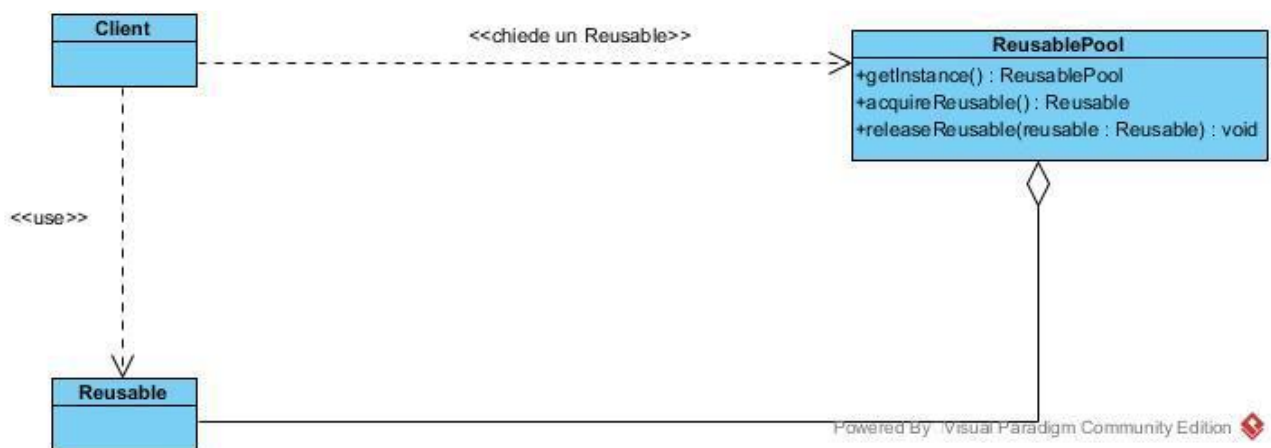 Client
<<chiede un Reusable>>
ReusablePool
+getInstance() : ReusablePool
+acquireReusable() : Reusable
+releaseReusable(reusable : Reusable) : void
<<use>>
Reusable
Powered By Visual Paradigm Community Edition